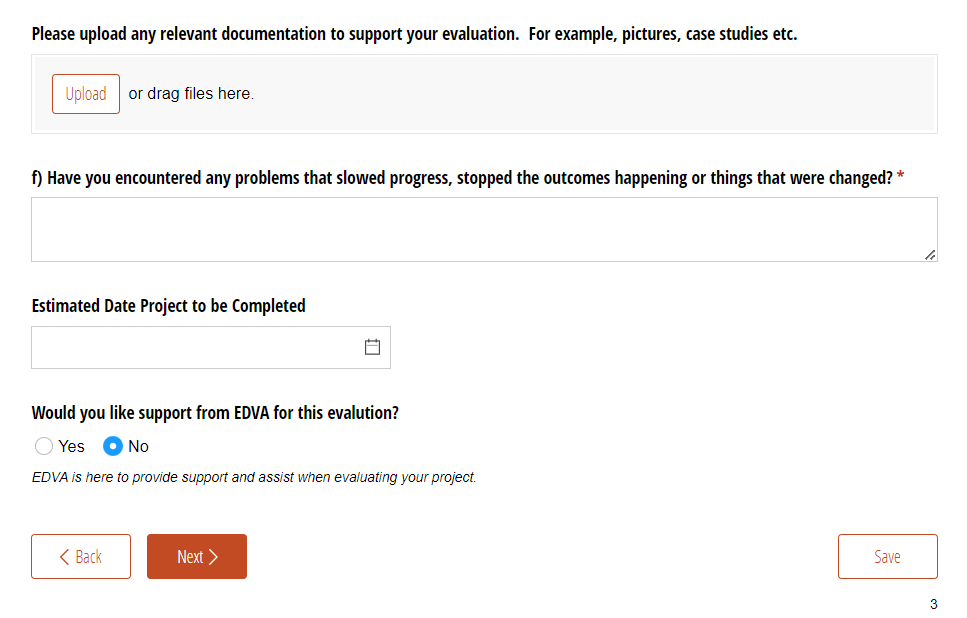 Please upload any relevant documentation to support your evaluation.  For example, pictures, case studies etc.
Upload or drag files here.
f) Have you encountered any problems that slowed progress, stopped the outcomes happening or things that were changed? *
Estimated Date Project to be Completed
Would you like support from EDVA for this evalution?
Yes No
EDVA is here to provide support and assist when evaluating your project.
Back Next Save
3